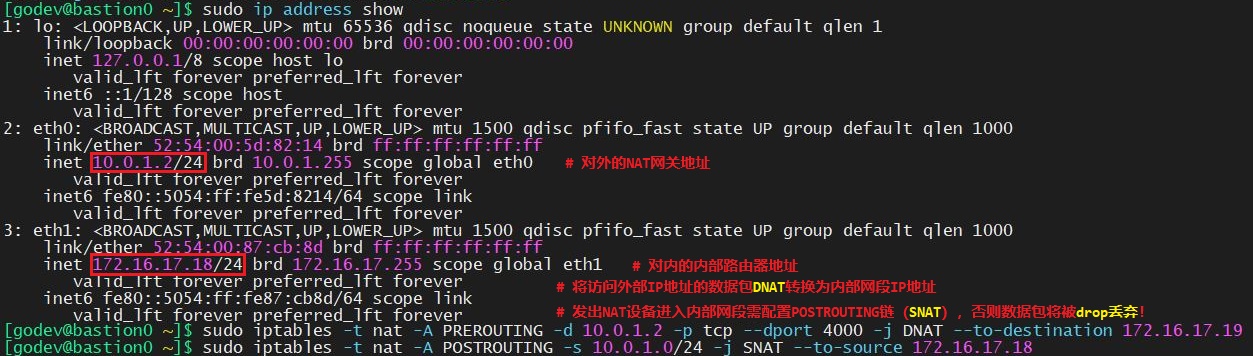 [godev@bastion0 ~]$ sudo ip address show
1: lo: <LOOPBACK,UP,LOWER_UP> mtu 65536 qdisc noqueue state UNKNOWN group default qlen 1
    link/loopback 00:00:00:00:00:00 brd 00:00:00:00:00:00
    inet 127.0.0.1/8 scope host lo
       valid_lft forever preferred_lft forever
    inet6 ::1/128 scope host
       valid_lft forever preferred_lft forever
2: eth0: <BROADCAST,MULTICAST,UP,LOWER_UP> mtu 1500 qdisc pfifo_fast state UP group default qlen 1000
    link/ether 52:54:00:5d:82:14 brd ff:ff:ff:ff:ff:ff
    inet 10.0.1.2/24 brd 10.0.1.255 scope global eth0    # 对外的NAT网关地址
       valid_lft forever preferred_lft forever
    inet6 fe80::5054:ff:fe5d:8214/64 scope link
       valid_lft forever preferred_lft forever
3: eth1: <BROADCAST,MULTICAST,UP,LOWER_UP> mtu 1500 qdisc pfifo_fast state UP group default qlen 1000
    link/ether 52:54:00:87:cb:8d brd ff:ff:ff:ff:ff:ff
    inet 172.16.17.18/24 brd 172.16.17.255 scope global eth1    # 对内的内部路由器地址
       valid_lft forever preferred_lft forever    # 将访问外部IP地址的数据包DNAT转换为内部网段IP地址
    inet6 fe80::5054:ff:fe87:cb8d/64 scope link
       valid_lft forever preferred_lft forever    # 发出NAT设备进入内部网段需配置POSTROUTING链（SNAT），否则数据包将被drop丢弃！
[godev@bastion0 ~]$ sudo iptables -t nat -A PREROUTING -d 10.0.1.2 -p tcp --dport 4000 -j DNAT --to-destination 172.16.17.19
[godev@bastion0 ~]$ sudo iptables -t nat -A POSTROUTING -s 10.0.1.0/24 -j SNAT --to-source 172.16.17.18